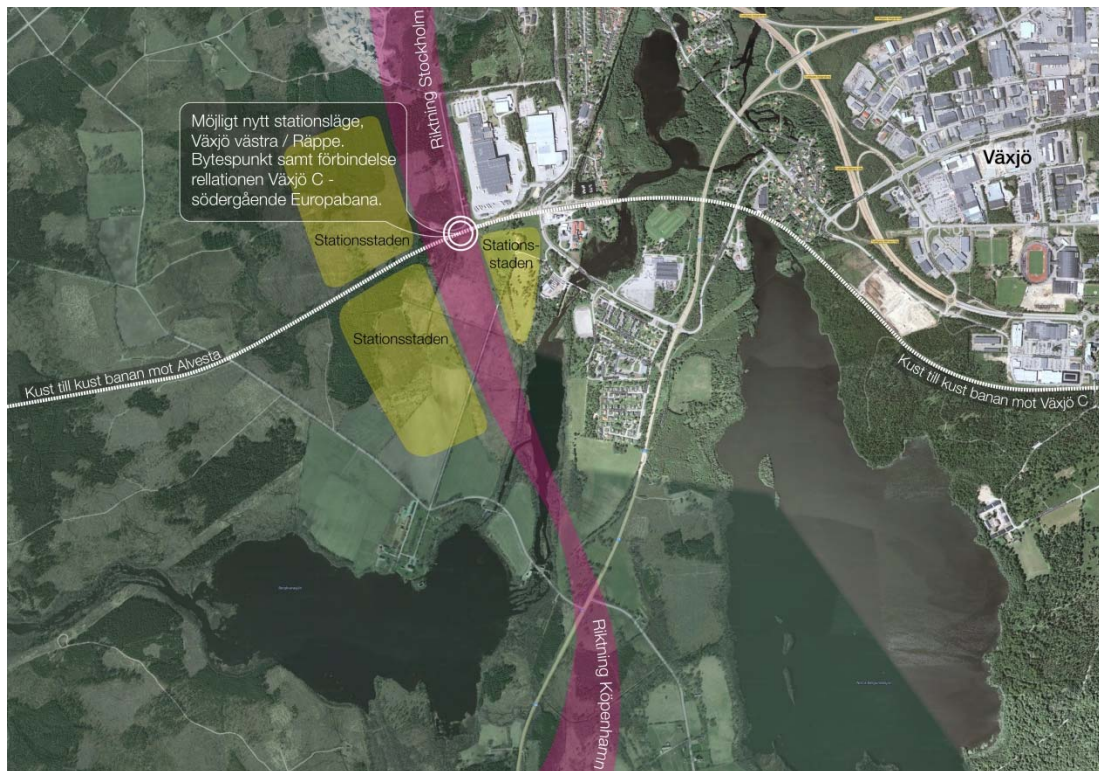 Riktning Stockholm
Möjligt nytt stationsläge,
Växjö västra / Räppe.
Bytespunkt samt förbindelse
rellationen Växjö C -
södergående Europabana.
Växjö
Stationsstaden
Stations-
staden
Stationsstaden
Kust till kust banan mot Alvesta
Kust till kust banan mot Växjö C
Riktning Köpenhamn